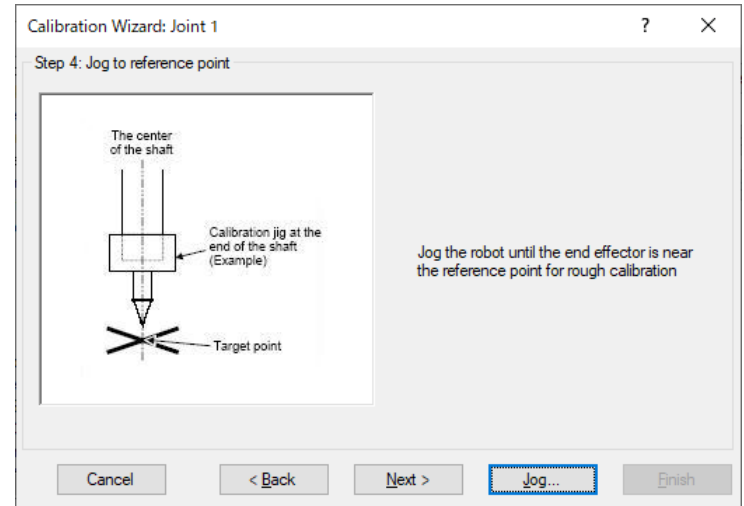 Calibration Wizard: Joint 1
?
Step 4: Jog to reference point
The center
of the shaft
Calibration jig at the
end of the shaft
(Example)
Target point
Jog the robot until the end effector is near
the reference point for rough calibration
Cancel
< Back
Next >
Jog...
Finish